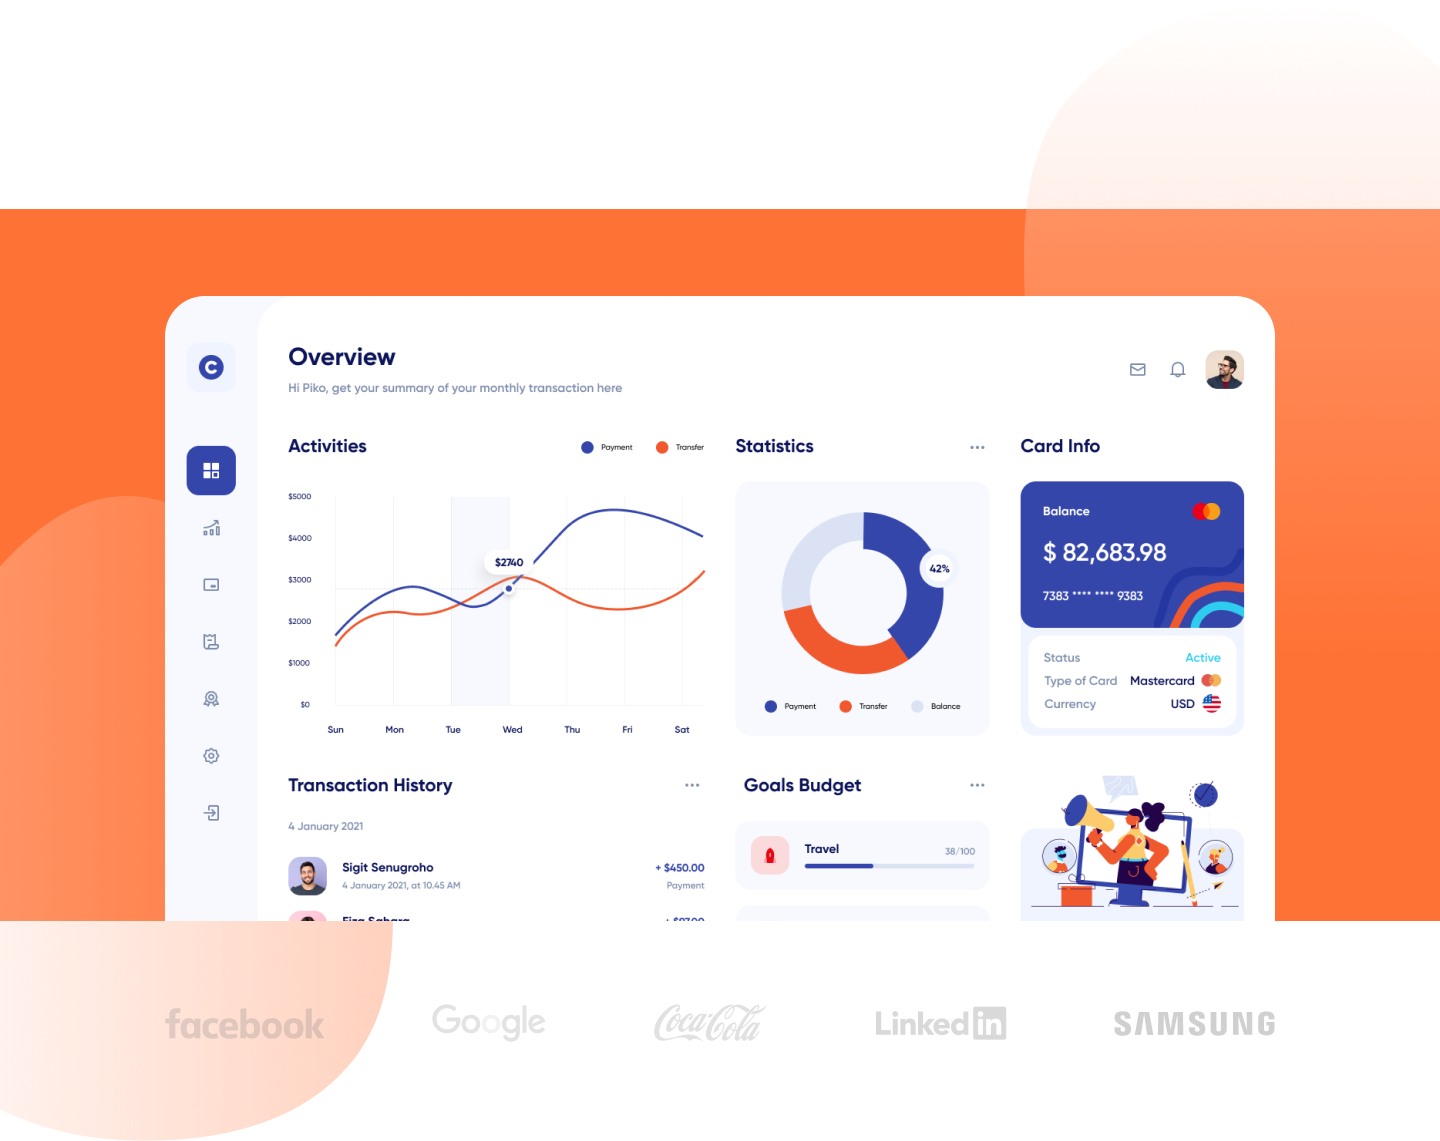 C
Overview
Hi Piko, get your summary of your monthly transaction here
Activities
Payment
Transfer
$5000
$4000
$3000
$2000
$1000
$0
$2740
Sun Mon Tue Wed Thu Fri Sat
Statistics
42%
Payment Transfer Balance
Card Info
Balance
$ 82,683.98
7383 **** **** 9383
Status Active
Type of Card Mastercard
Currency USD
Transaction History
4 January 2021
Sigit Senugroho + $450.00
4 January 2021, at 10.45 AM Payment
Goals Budget
Travel 38/100
facebook Google Coca-Cola Linkedin SAMSUNG